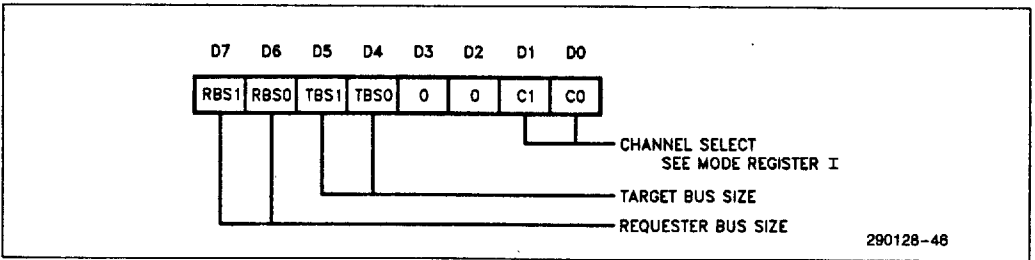 D7 D6 D5 D4 D3 D2 D1 D0
RBS1 RBS0 TBS1 TBS0 0 0 C1 C0
CHANNEL SELECT
SEE MODE REGISTER I
TARGET BUS SIZE
REQUESTER BUS SIZE
290128-46